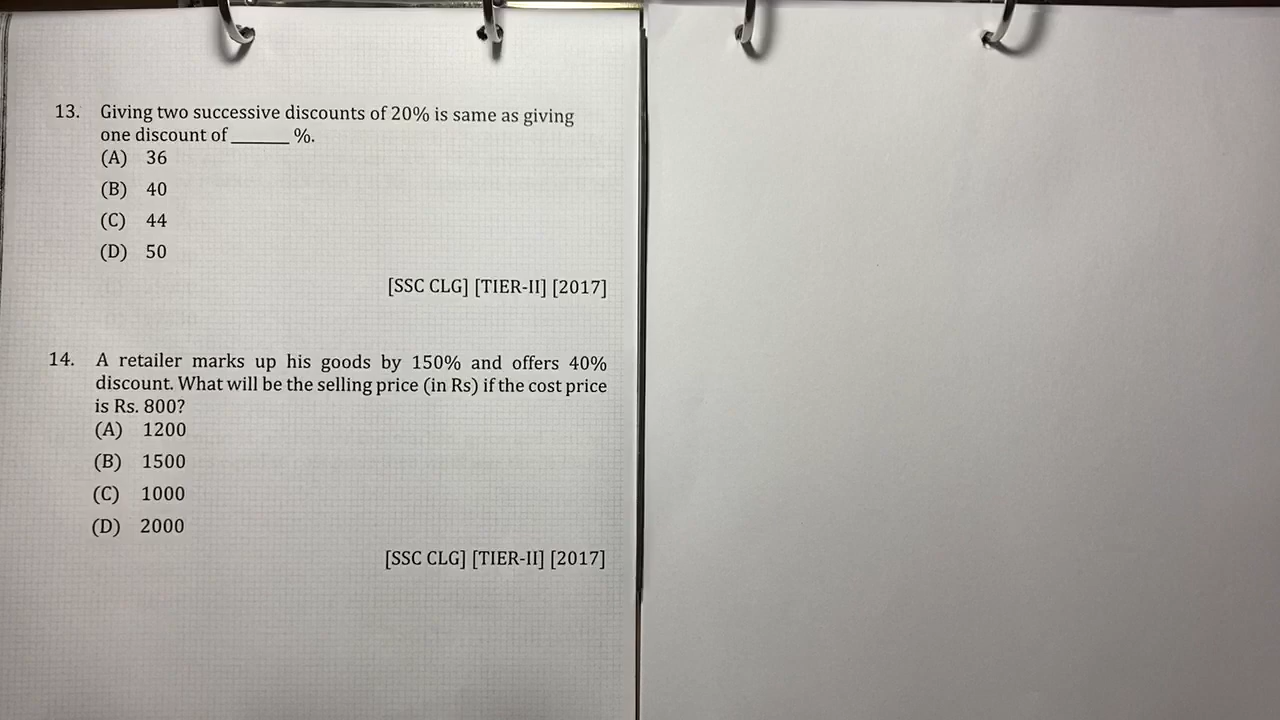 13. Giving two successive discounts of 20% is same as giving
one discount of ______ %.
(A) 36
(B) 40
(C) 44
(D) 50
[SSC CLG] [TIER-II] [2017]
14. A retailer marks up his goods by 150% and offers 40%
discount. What will be the selling price (in Rs) if the cost price
is Rs. 800?
(A) 1200
(B) 1500
(C) 1000
(D) 2000
[SSC CLG] [TIER-II] [2017]